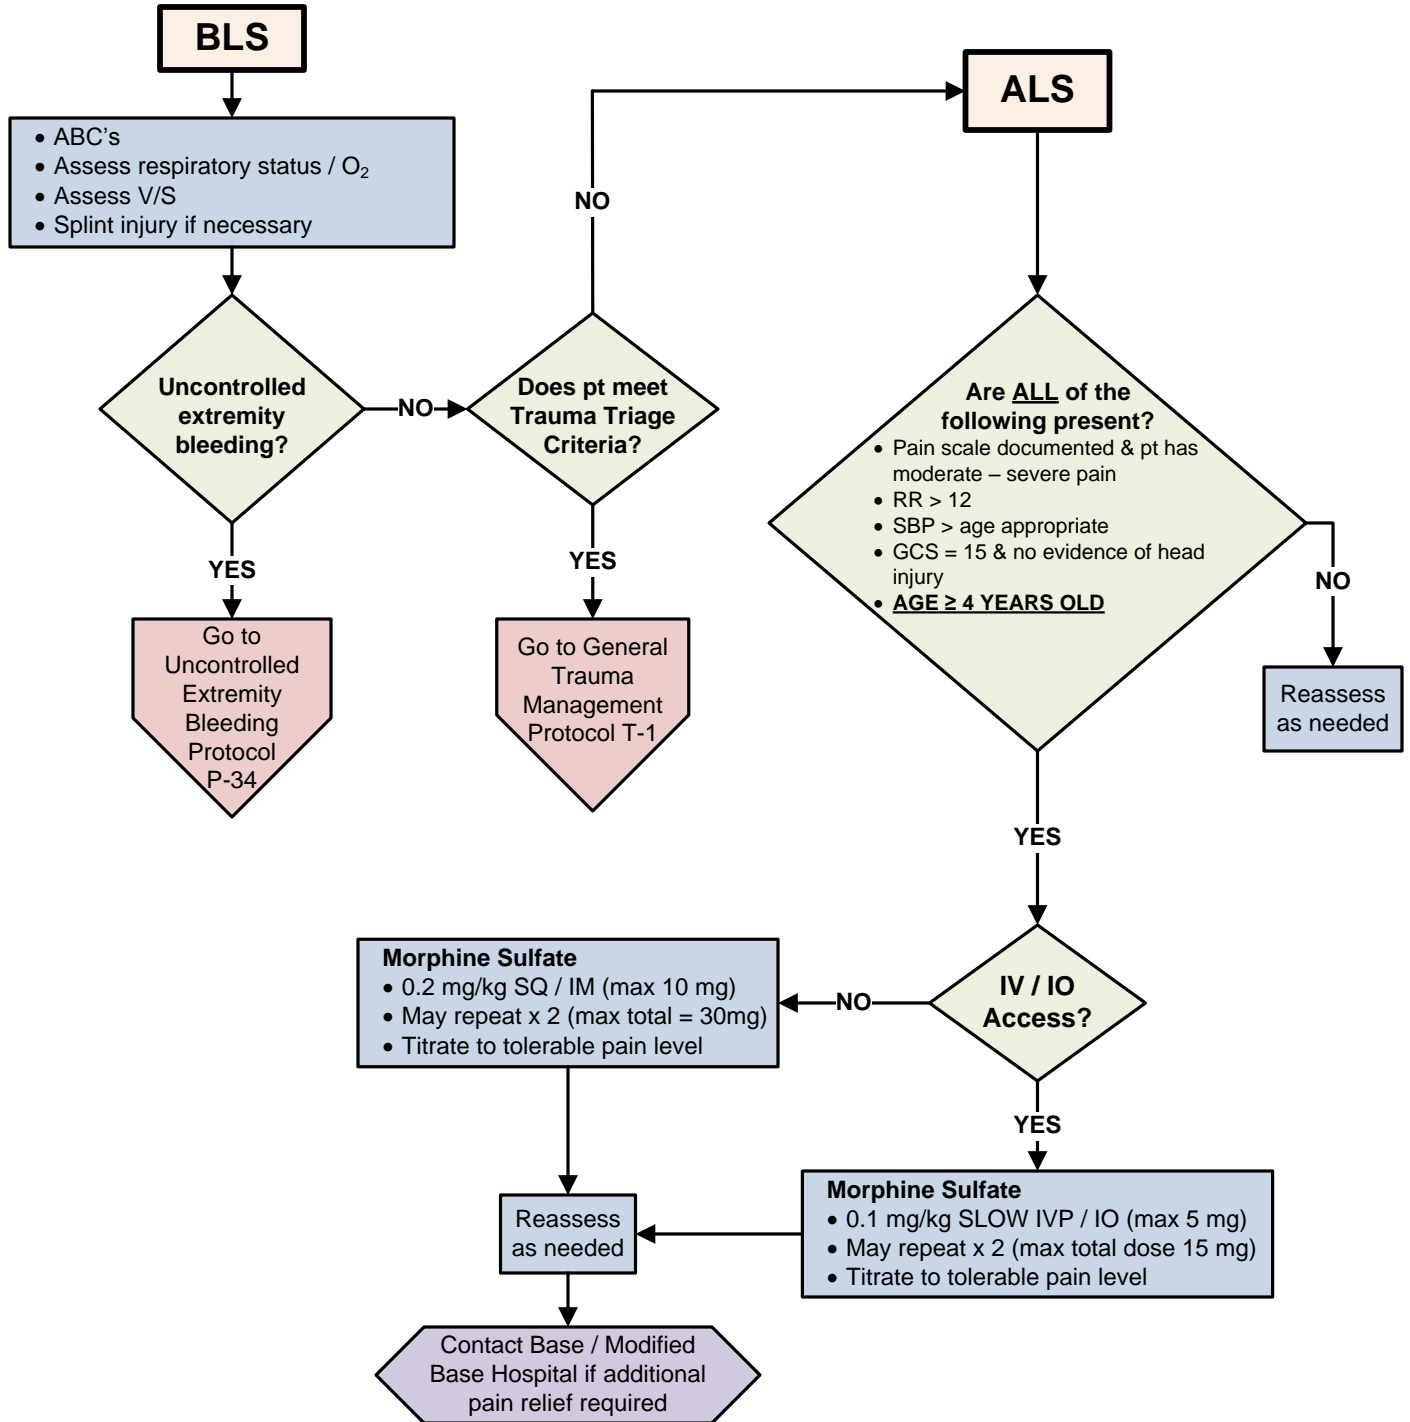 BLS
• ABC's
• Assess respiratory status / O₂
• Assess V/S
• Splint injury if necessary
Uncontrolled
extremity
bleeding?
NO
YES
Go to
Uncontrolled
Extremity
Bleeding
Protocol
P-34
Does pt meet
Trauma Triage
Criteria?
NO
YES
Go to General
Trauma
Management
Protocol T-1
ALS
Are ALL of the
following present?
• Pain scale documented & pt has
moderate – severe pain
• RR > 12
• SBP > age appropriate
• GCS = 15 & no evidence of head
injury
• AGE ≥ 4 YEARS OLD
NO
Reassess
as needed
YES
IV / IO
Access?
NO
Morphine Sulfate
• 0.2 mg/kg SQ / IM (max 10 mg)
• May repeat x 2 (max total = 30mg)
• Titrate to tolerable pain level
YES
Morphine Sulfate
• 0.1 mg/kg SLOW IVP / IO (max 5 mg)
• May repeat x 2 (max total dose 15 mg)
• Titrate to tolerable pain level
Reassess
as needed
Contact Base / Modified
Base Hospital if additional
pain relief required